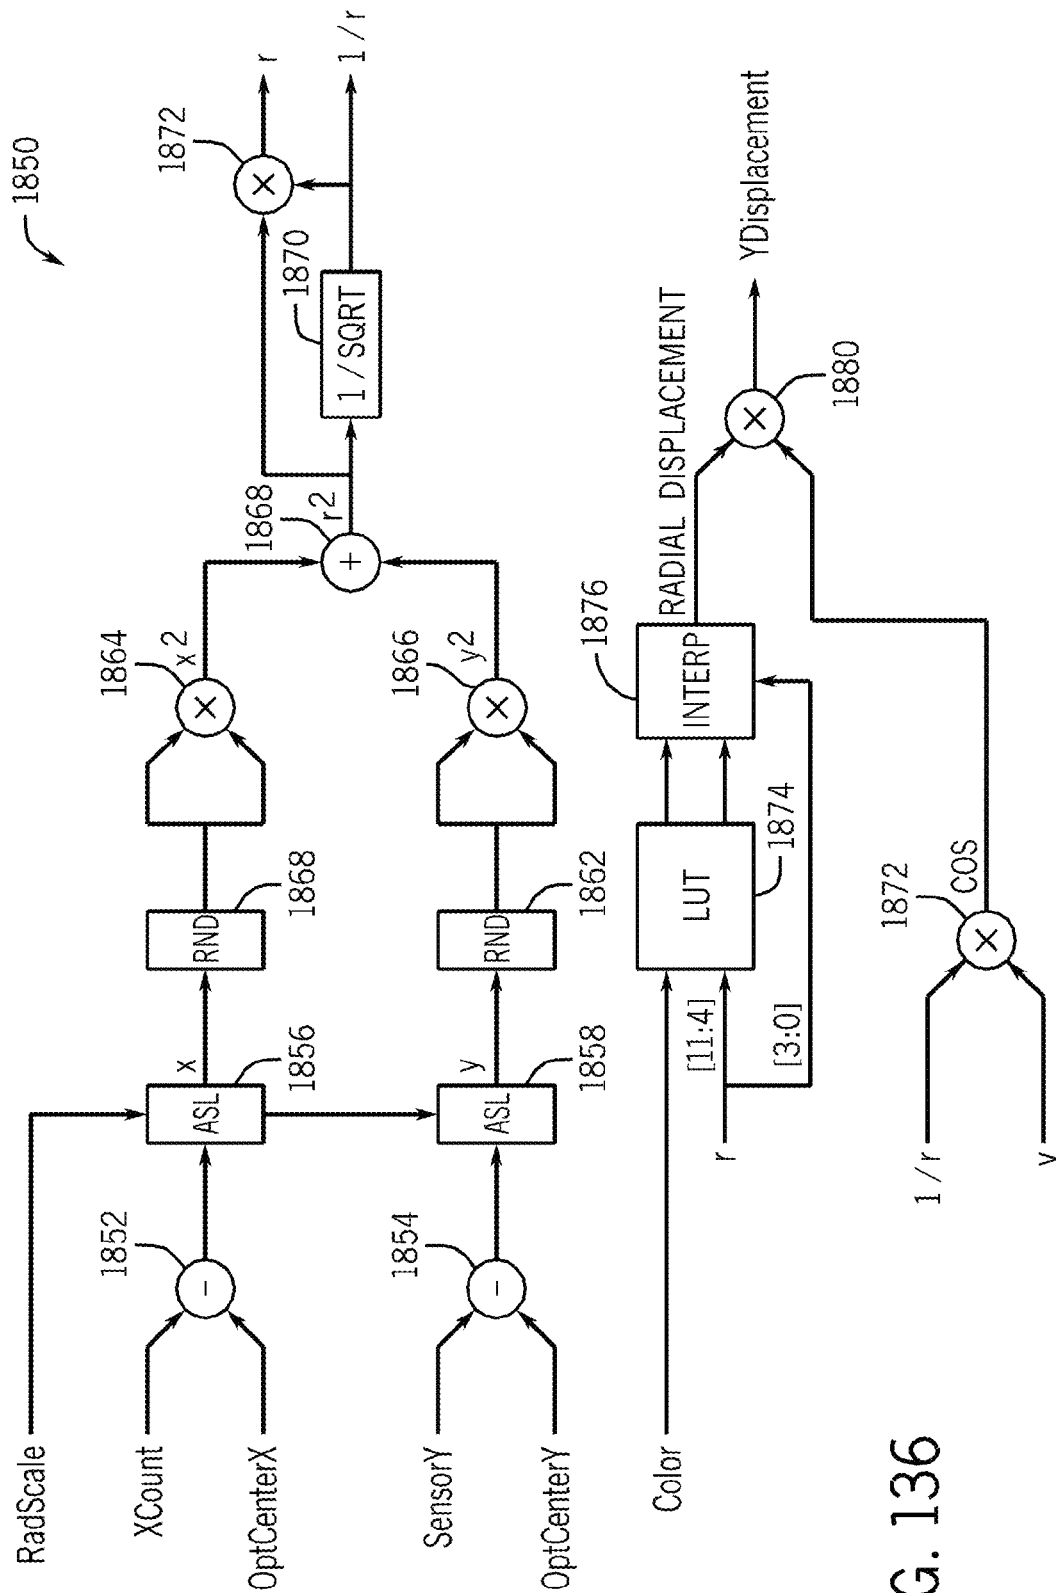 1850
RadScale
XCount
OptCenterX
1852
ASL
x
1856
RND
1868
1864
x2
1868
r2
1/SQRT
1870
1872
r
1/r
SensorY
OptCenterY
1854
ASL
y
1858
RND
1862
1866
y2
Color
r
[11:4]
[3:0]
LUT
1874
INTERP
1876
RADIAL DISPLACEMENT
1880
YDisplacement
1/r
y
1872
COS
G. 136